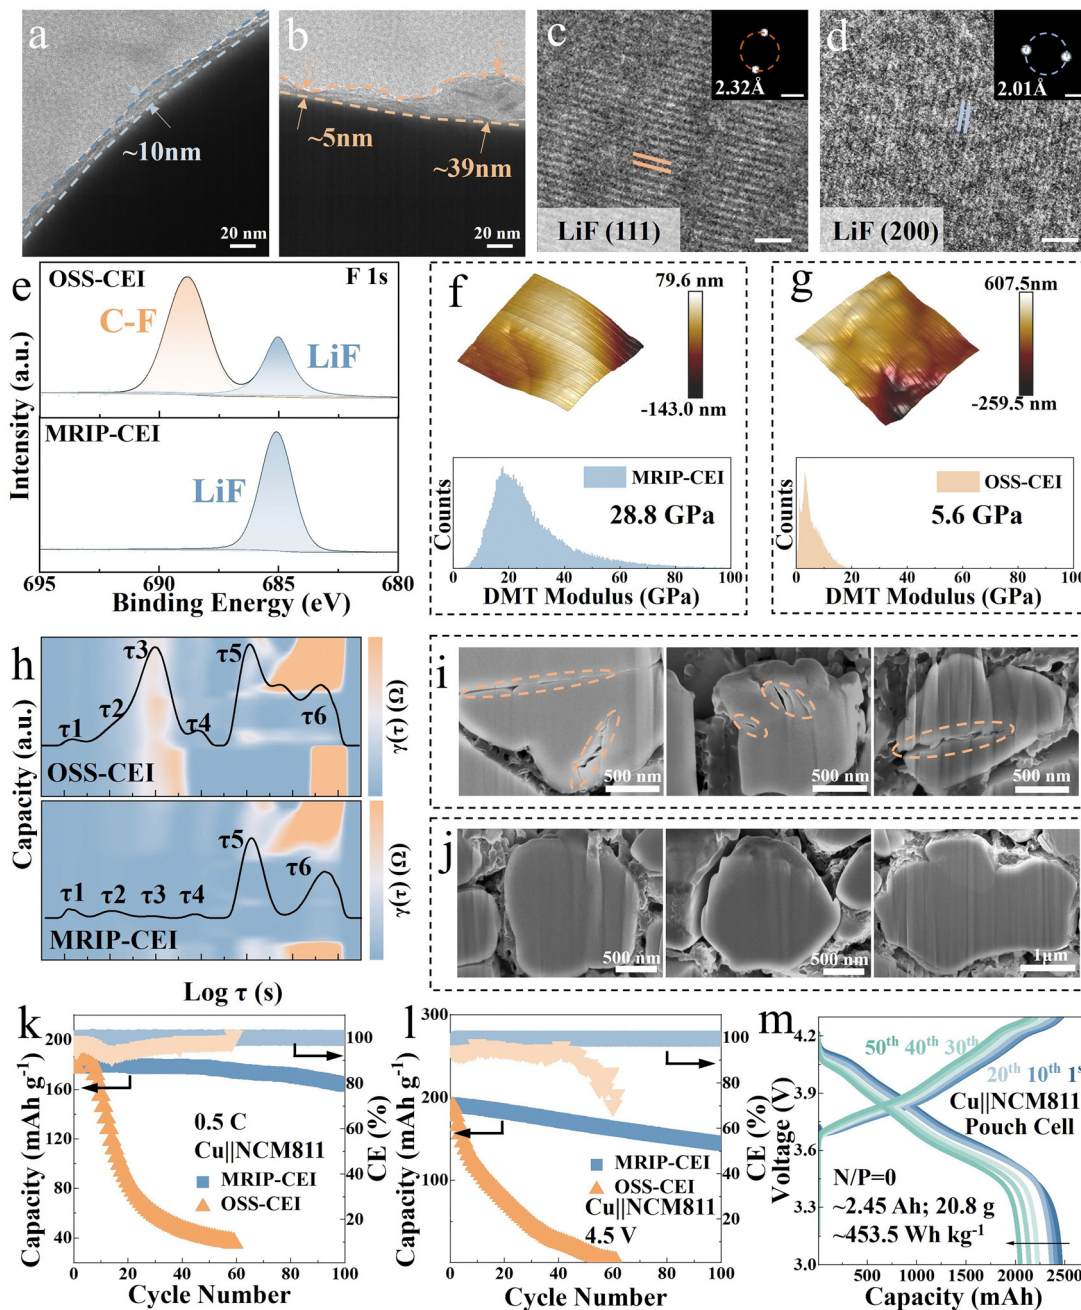 a
~10nm
20 nm
b
~5nm
~39nm
20 nm
c
2.32Å
LiF (111)
d
2.01Å
LiF (200)
e
OSS-CEI
F 1s
C-F
LiF
MRIP-CEI
LiF
Intensity (a.u.)
695 690 685 680
Binding Energy (eV)
f
79.6 nm
-143.0 nm
MRIP-CEI
28.8 GPa
Counts
0 20 40 60 80 100
DMT Modulus (GPa)
g
607.5nm
-259.5 nm
OSS-CEI
5.6 GPa
Counts
0 20 40 60 80 100
DMT Modulus (GPa)
h
τ1 τ2 τ3 τ4 τ5 τ6
OSS-CEI
γ(τ) (Ω)
τ1 τ2 τ3 τ4 τ5 τ6
MRIP-CEI
γ(τ) (Ω)
Capacity (a.u.)
Log τ (s)
i
500 nm
500 nm
500 nm
j
500 nm
500 nm
1μm
k
200
160
120
80
40
Capacity (mAh g⁻¹)
100
80
60
40
20
CE (%)
0.5 C
Cu||NCM811
MRIP-CEI
OSS-CEI
0 20 40 60 80 100
Cycle Number
l
300
200
100
0
Capacity (mAh g⁻¹)
100
80
60
40
20
0
CE (%)
MRIP-CEI
OSS-CEI
Cu||NCM811
4.5 V
0 20 40 60 80 100
Cycle Number
m
4.2
3.9
3.6
3.3
3.0
Voltage (V)
50th 40th 30th
20th 10th
Cu||NCM811
Pouch Cell
N/P=0
~2.45 Ah; 20.8 g
~453.5 Wh kg⁻¹
1000 1500 2000 2500
Capacity (mAh)